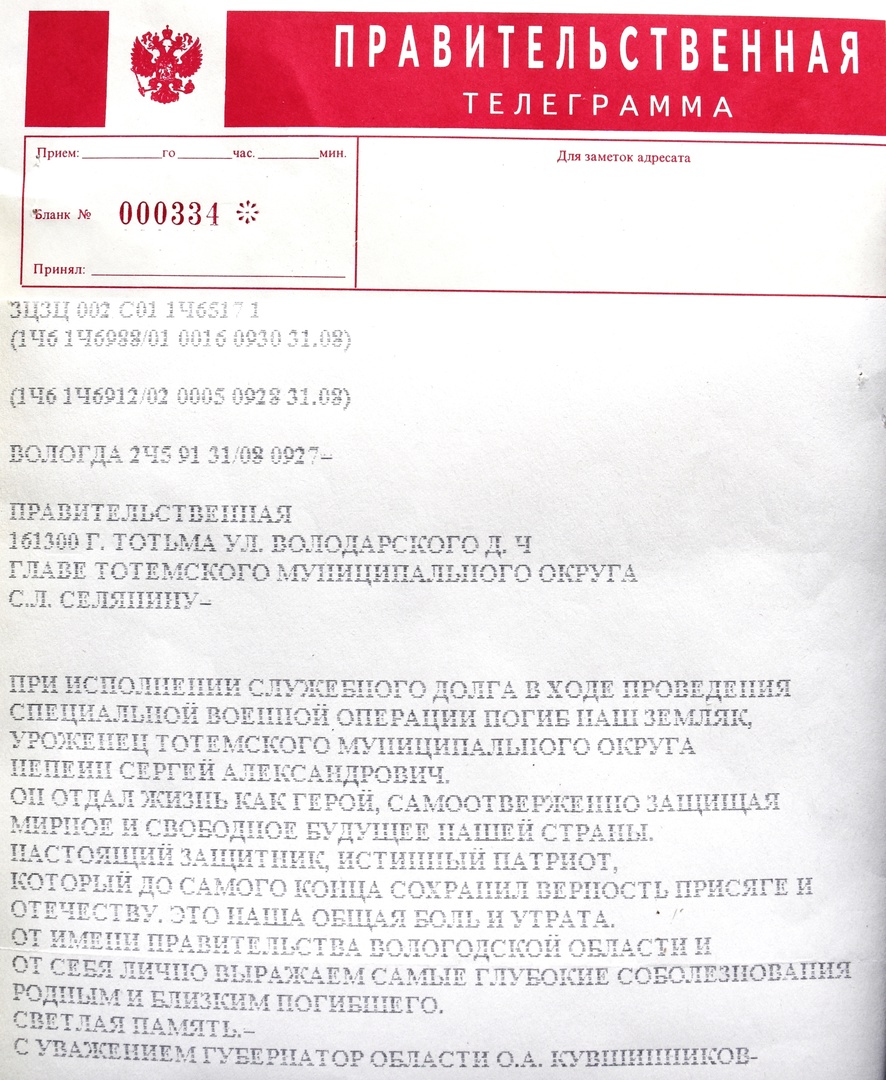 ПРАВИТЕЛЬСТВЕННАЯ
ТЕЛЕГРАММА
Прием: го час. мин.
Для заметок адресата
Бланк № 000334
Принял:
ЗЦЗЦ 002 С01 1Ч6517 1
(1Ч6 1Ч6988/01 0016 0930 31.08)
(1Ч6 1Ч6912/02 0005 0928 31.08)
ВОЛОГДА 2Ч5 91 31/08 0927=
ПРАВИТЕЛЬСТВЕННАЯ
161300 Г. ТОТЬМА УЛ. ВОЛОДАРСКОГО Д. Ч
ГЛАВЕ ТОТЕМСКОГО МУНИЦИПАЛЬНОГО ОКРУГА
С.Л. СЕЛЯНИНУ=
ПРИ ИСПОЛНЕНИИ СЛУЖЕБНОГО ДОЛГА В ХОДЕ ПРОВЕДЕНИЯ
СПЕЦИАЛЬНОЙ ВОЕННОЙ ОПЕРАЦИИ ПОГИБ НАШ ЗЕМЛЯК,
УРОЖЕНЕЦ ТОТЕМСКОГО МУНИЦИПАЛЬНОГО ОКРУГА
НЕПЕИН СЕРГЕЙ АЛЕКСАНДРОВИЧ.
ОН ОТДАЛ ЖИЗНЬ КАК ГЕРОЙ, САМООТВЕРЖЕННО ЗАЩИЩАЯ
МИРНОЕ И СВОБОДНОЕ БУДУЩЕЕ НАШЕЙ СТРАНЫ.
НАСТОЯЩИЙ ЗАЩИТНИК, ИСТИННЫЙ ПАТРИОТ,
КОТОРЫЙ ДО САМОГО КОНЦА СОХРАНИЛ ВЕРНОСТЬ ПРИСЯГЕ И
ОТЕЧЕСТВУ. ЭТО НАША ОБЩАЯ БОЛЬ И УТРАТА.
ОТ ИМЕНИ ПРАВИТЕЛЬСТВА ВОЛОГОДСКОЙ ОБЛАСТИ И
ОТ СЕБЯ ЛИЧНО ВЫРАЖАЕМ САМЫЕ ГЛУБОКИЕ СОБОЛЕЗНОВАНИЯ
РОДНЫМ И БЛИЗКИМ ПОГИБШЕГО.
СВЕТЛАЯ ПАМЯТЬ.=
С УВАЖЕНИЕМ ГУБЕРНАТОР ОБЛАСТИ О.А. КУВШИННИКОВ=